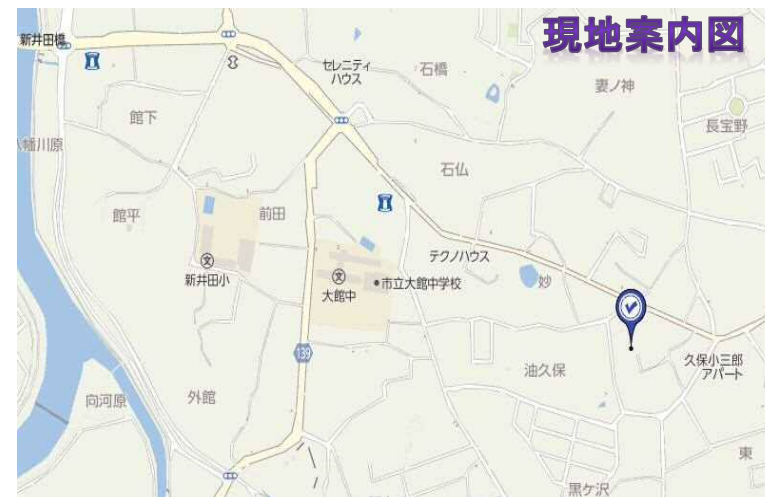 現地案内図
新井田橋
セレニティ
ハウス
石橋
妻ノ神
長宝野
館下
八幡川原
石仏
館平
前田
テクノハウス
新井田小
大館中
市立大館中学校
妙
139
久保小三郎
アパート
油久保
向河原
外館
東
黒ケ沢